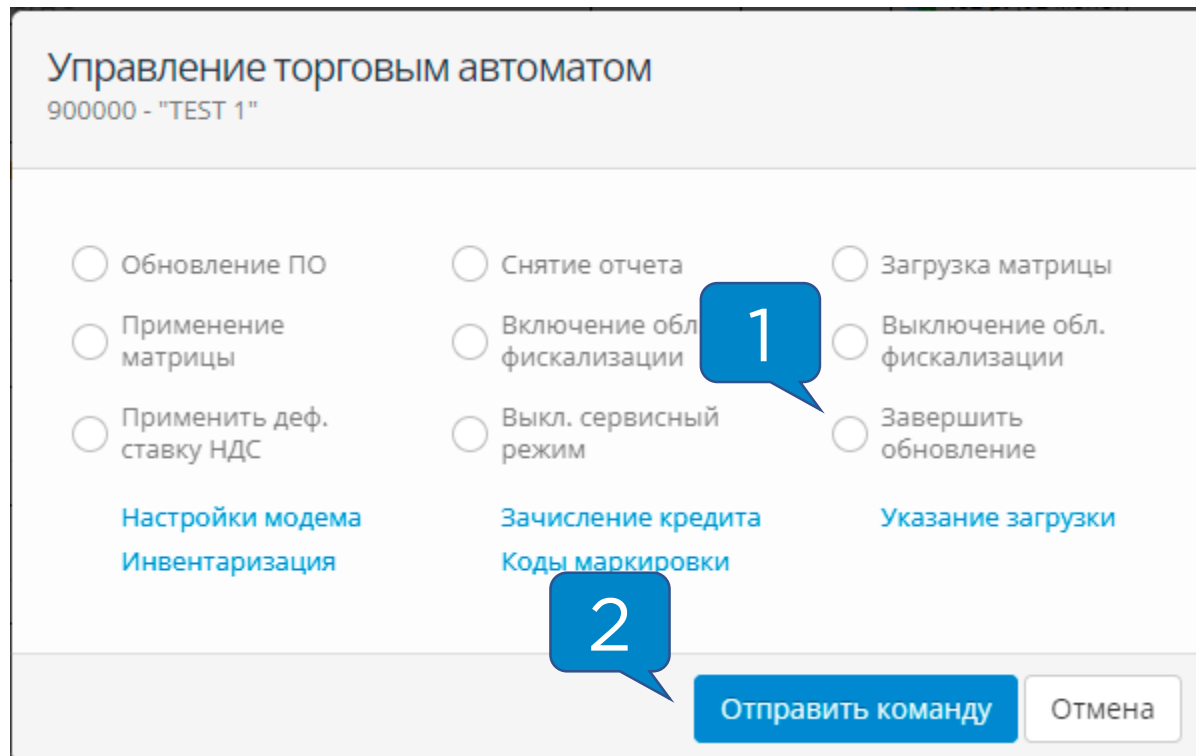 Управление торговым автоматом
900000 - "TEST 1"
Обновление ПО
Снятие отчета
Загрузка матрицы
Применение
матрицы
Включение обл
фискализации
1
Выключение обл.
фискализации
Применить деф.
ставку НДС
Выкл. сервисный
режим
Завершить
обновление
Настройки модема
Зачисление кредита
Указание загрузки
Инвентаризация
Коды маркировки
2
Отправить команду
Отмена